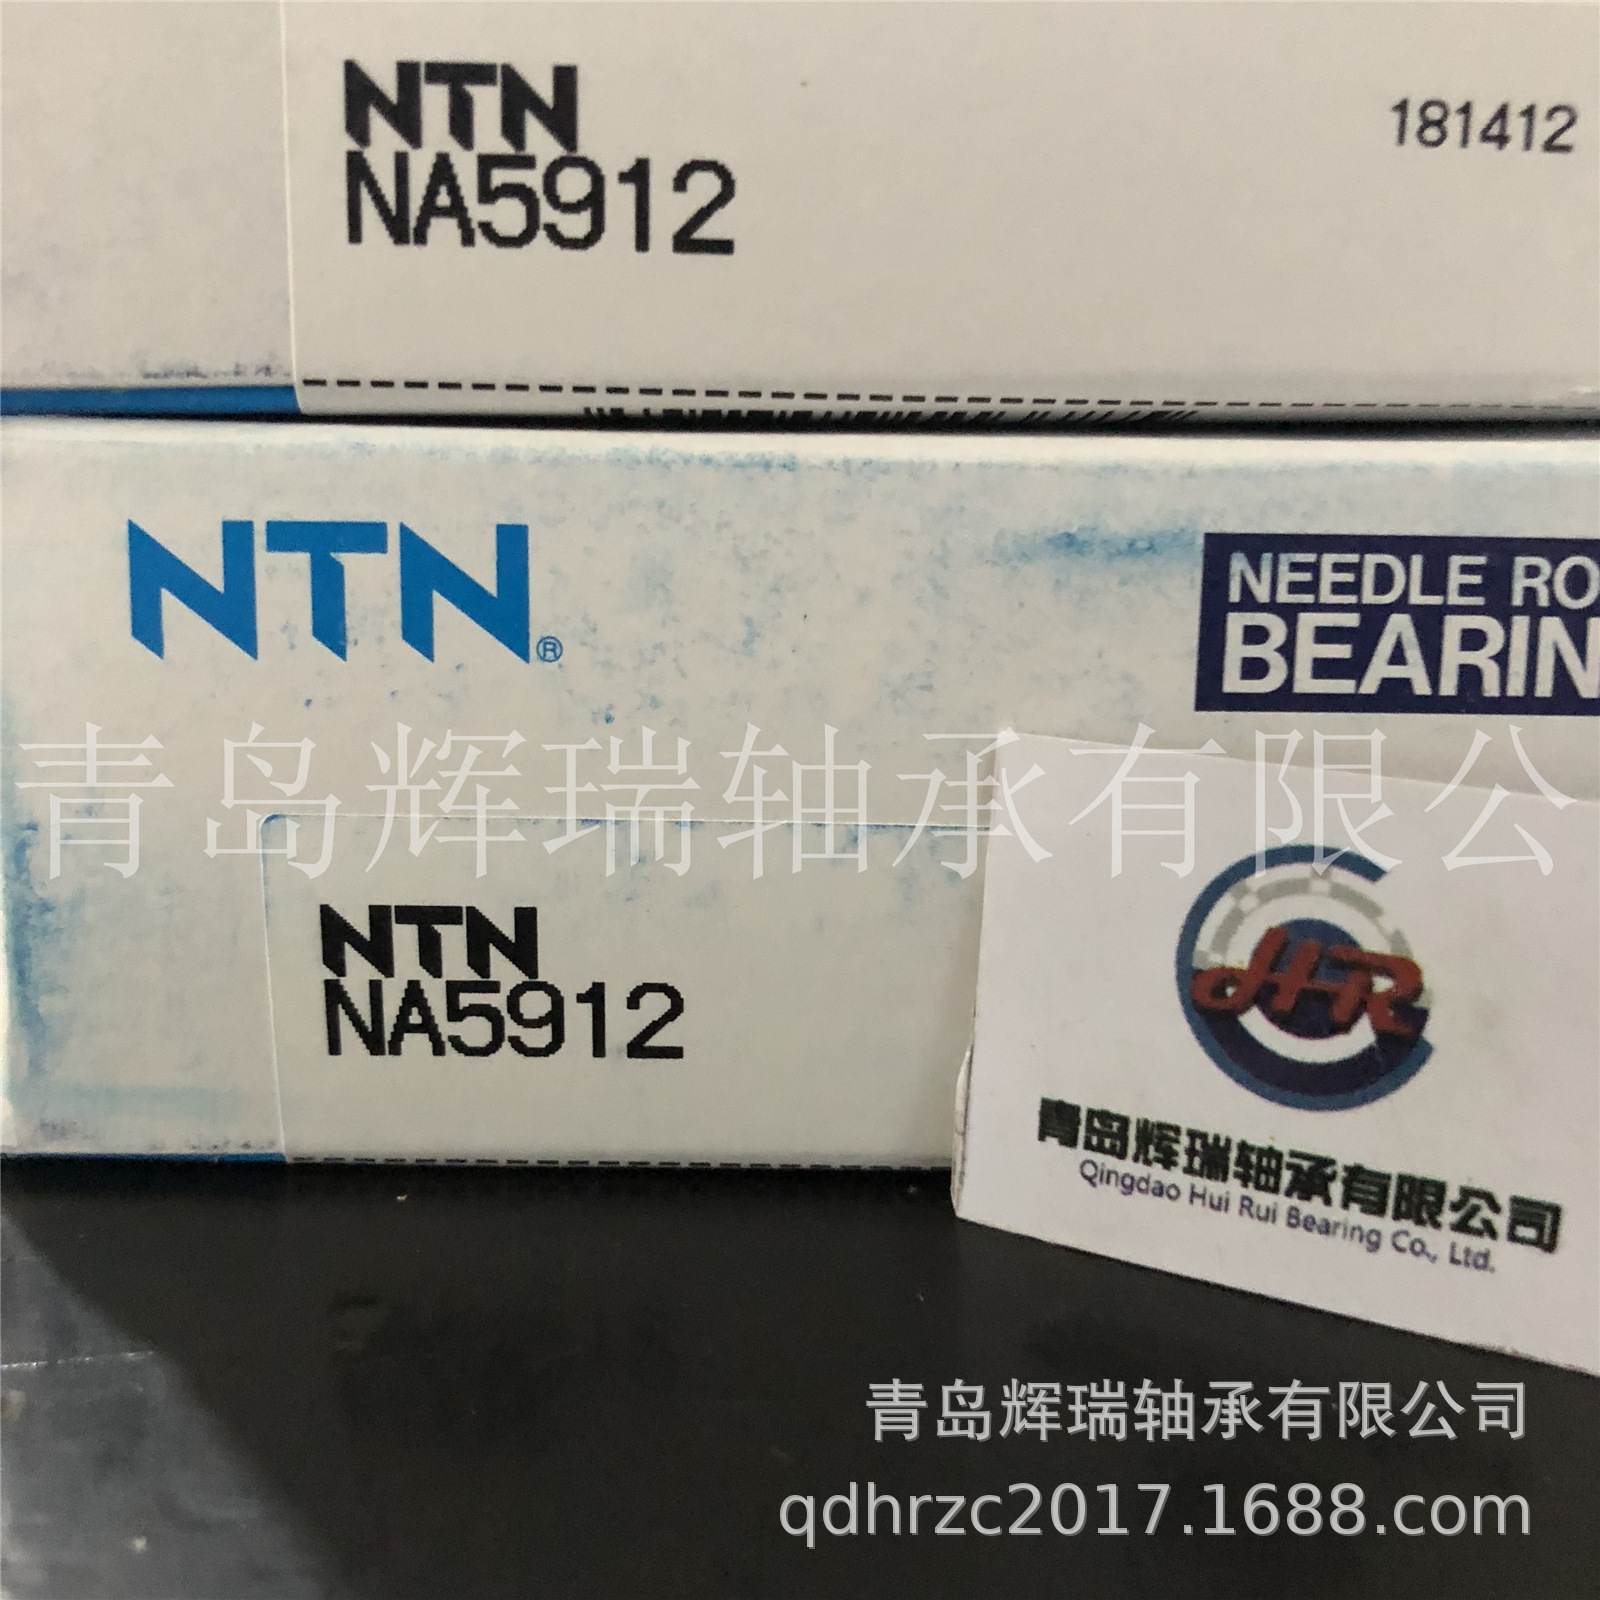 NTN
NA5912
181412
NTN®
NEEDLE RO
BEARIN
青岛辉瑞轴承有限公
NTN
NA5912
HR
青岛辉瑞轴承有限公司
Qingdao Hui Rui Bearing Co., Ltd.
青岛辉瑞轴承有限公司
qdhrzc2017.1688.com